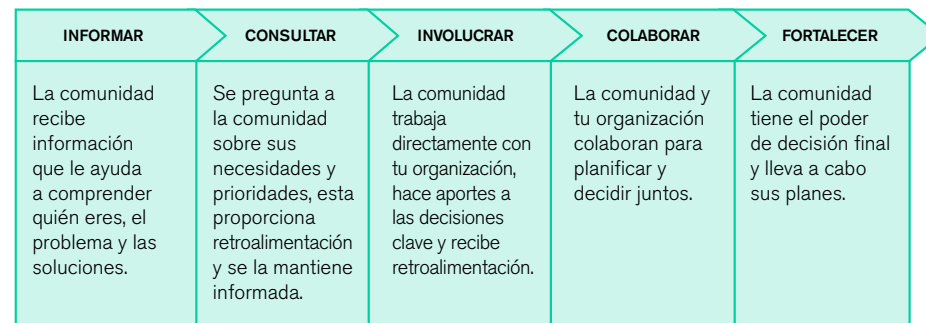 INFORMAR
CONSULTAR
INVOLUCRAR
COLABORAR
FORTALECER
La comunidad
recibe
información
que le ayuda
a comprender
quién eres, el
problema y las
soluciones.
Se pregunta a
la comunidad
sobre sus
necesidades y
prioridades, esta
proporciona
retroalimentación
y se la mantiene
informada.
La comunidad
trabaja
directamente con
tu organización,
hace aportes a
las decisiones
clave y recibe
retroalimentación.
La comunidad y
tu organización
colaboran para
planificar y
decidir juntos.
La comunidad
tiene el poder
de decisión final
y lleva a cabo
sus planes.